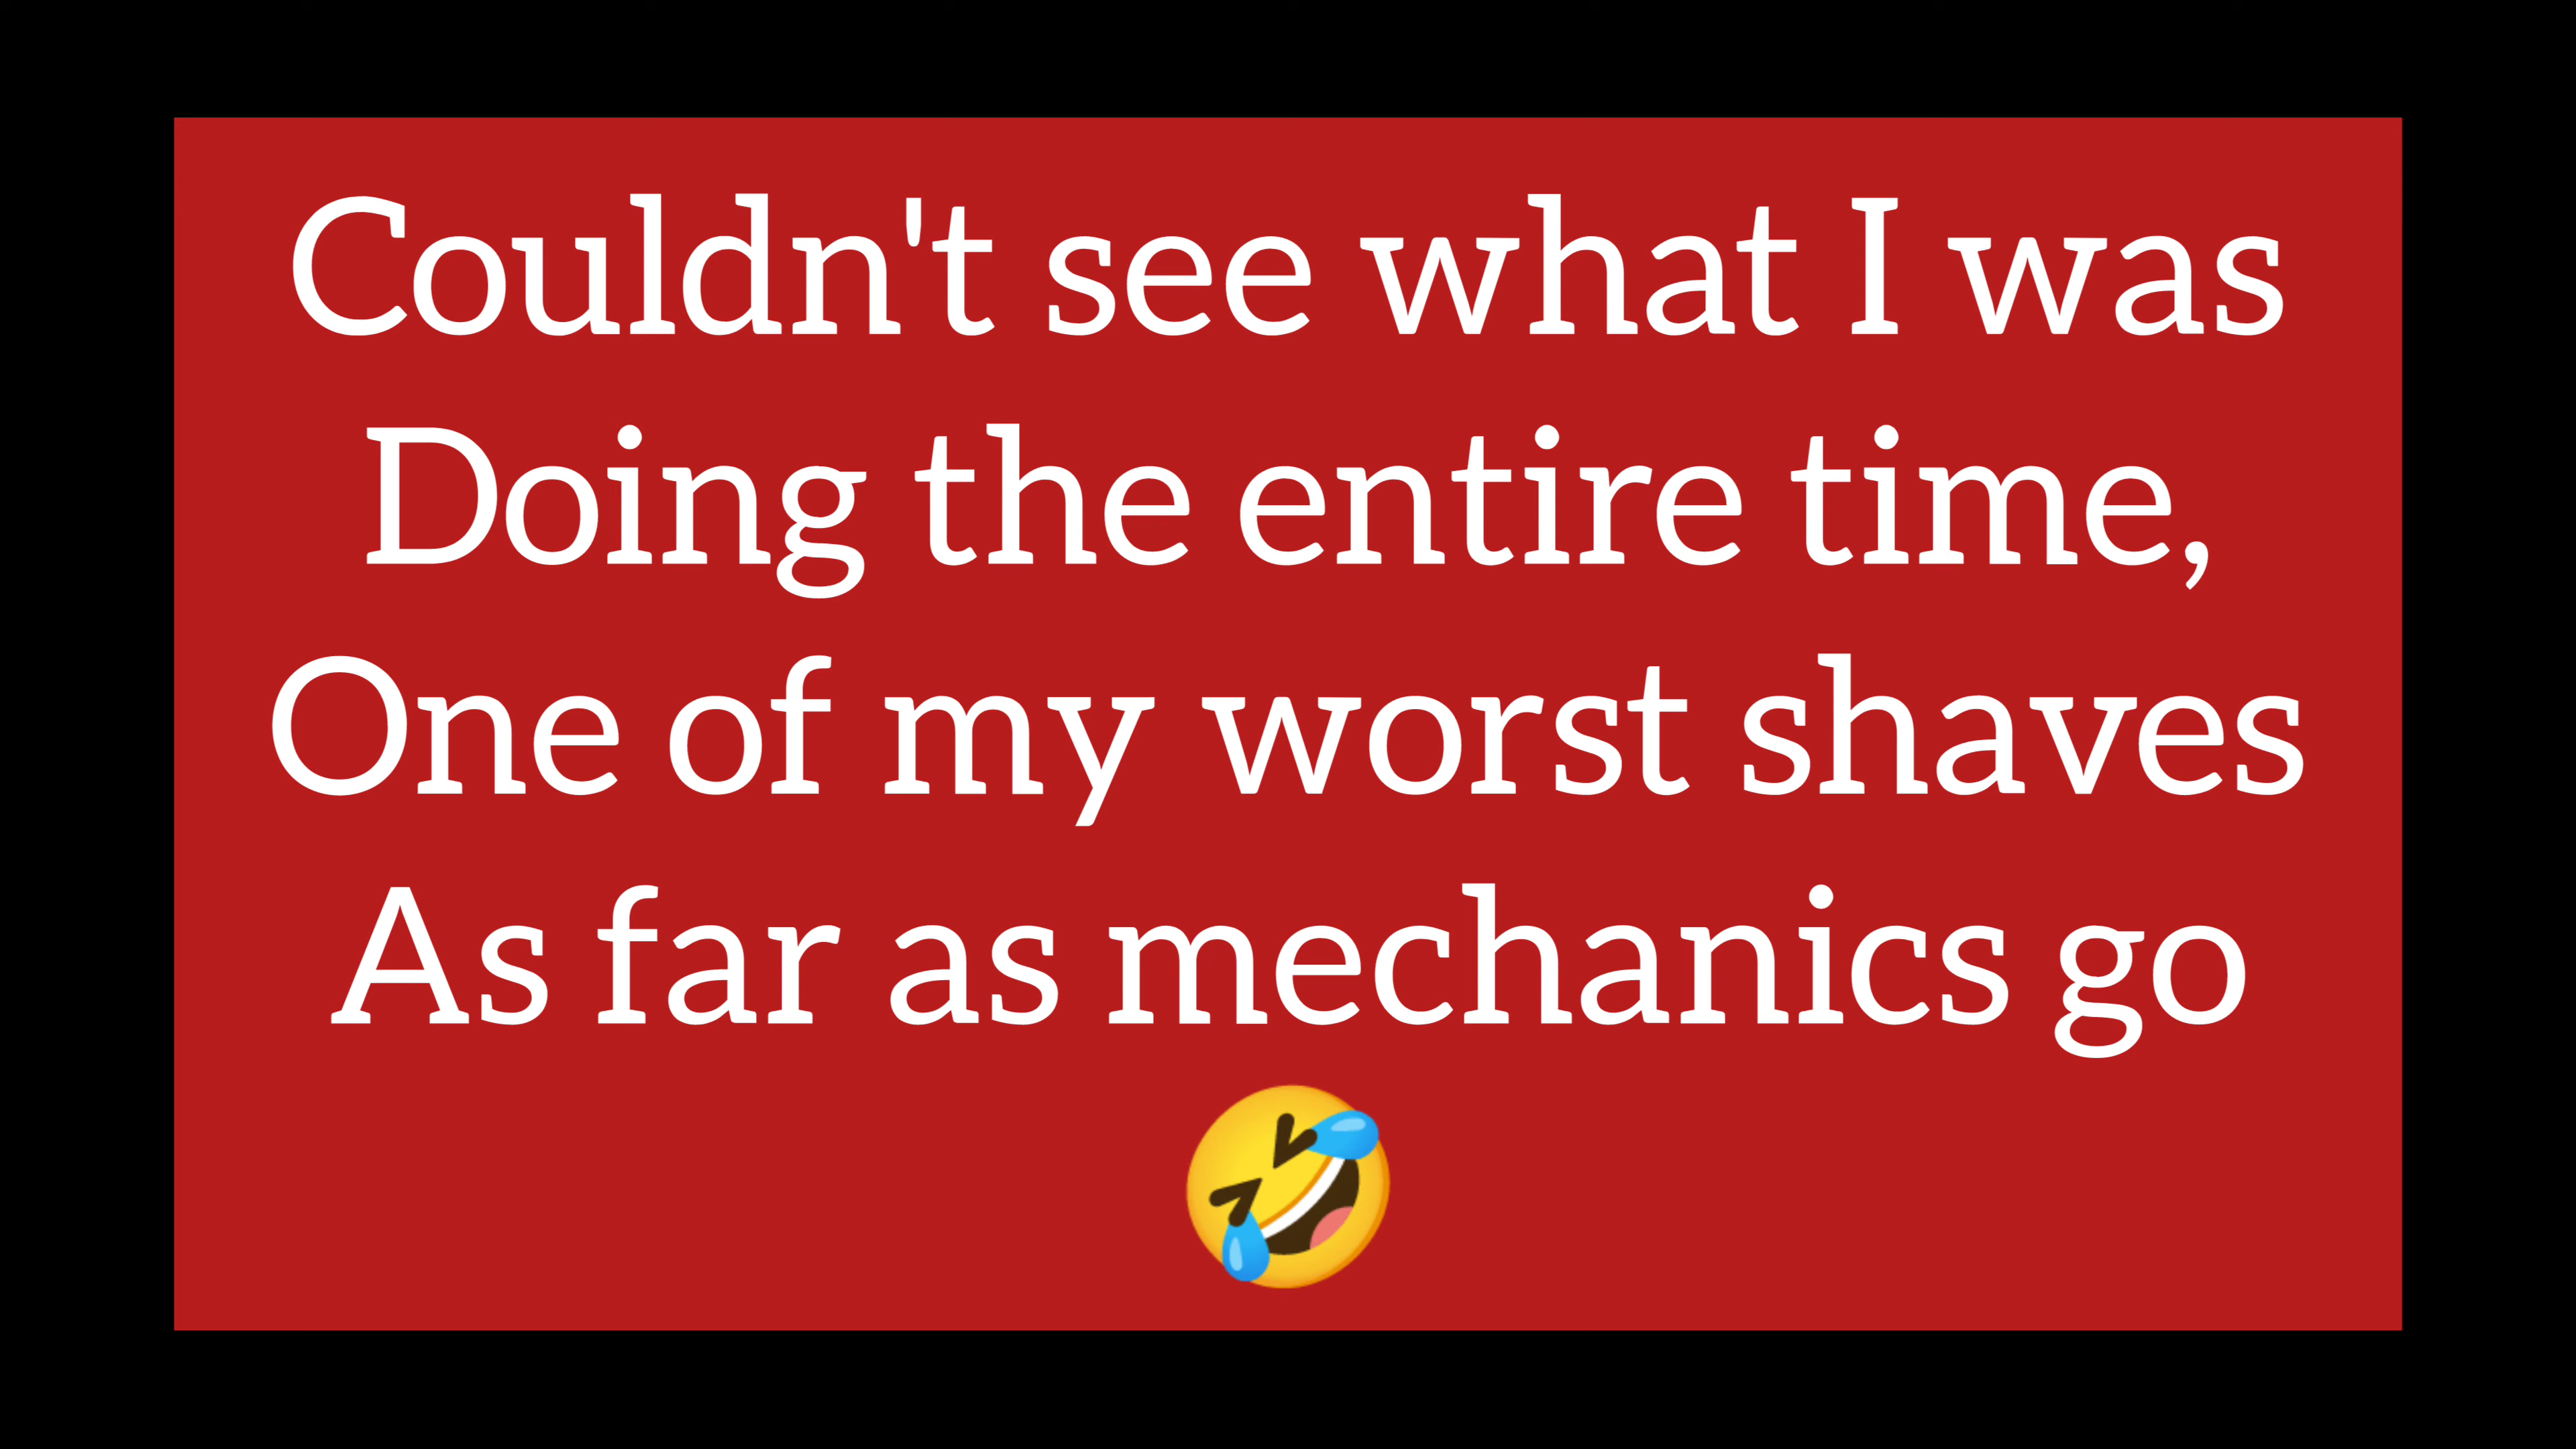 Couldn't see what I was
Doing the entire time,
One of my worst shaves
As far as mechanics go
🤣